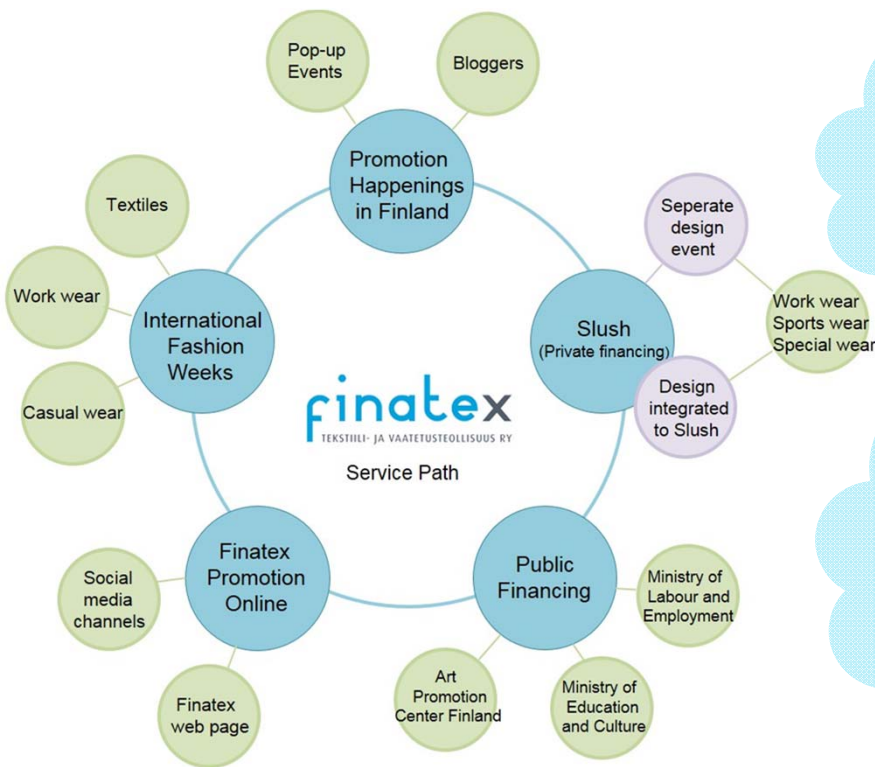 Pop-up
Events
Bloggers
Promotion
Happenings
in Finland
Textiles
Work wear
Casual wear
International
Fashion
Weeks
Seperate
design
event
Slush
(Private financing)
Work wear
Sports wear
Special wear
Design
integrated
to Slush
finatex
TEKSTIILI- JA VAATETUSTEOLLISUUS RY
Service Path
Finatex
Promotion
Online
Social
media
channels
Finatex
web page
Public
Financing
Ministry of
Labour and
Employment
Art
Promotion
Center Finland
Ministry of
Education
and Culture